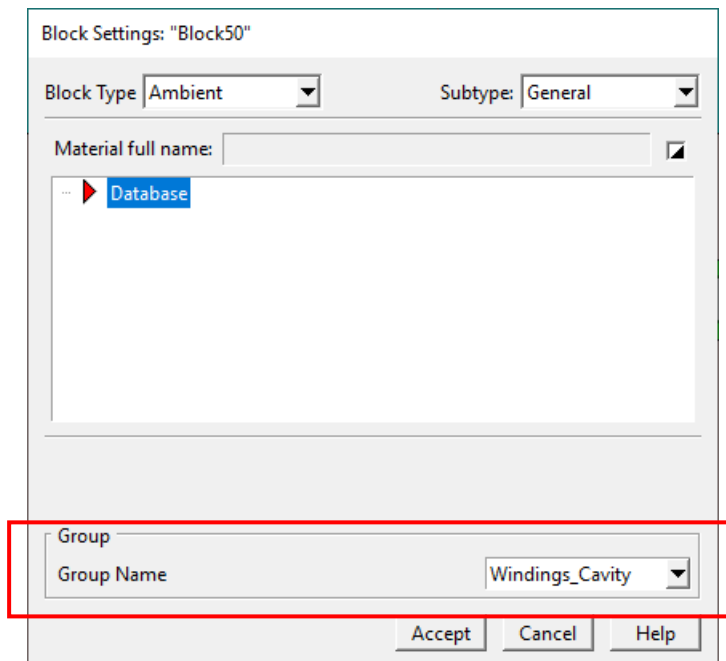 Block Settings: "Block50"
Block Type Ambient Subtype: General
Material full name:
Database
Group
Group Name Windings_Cavity
Accept Cancel Help